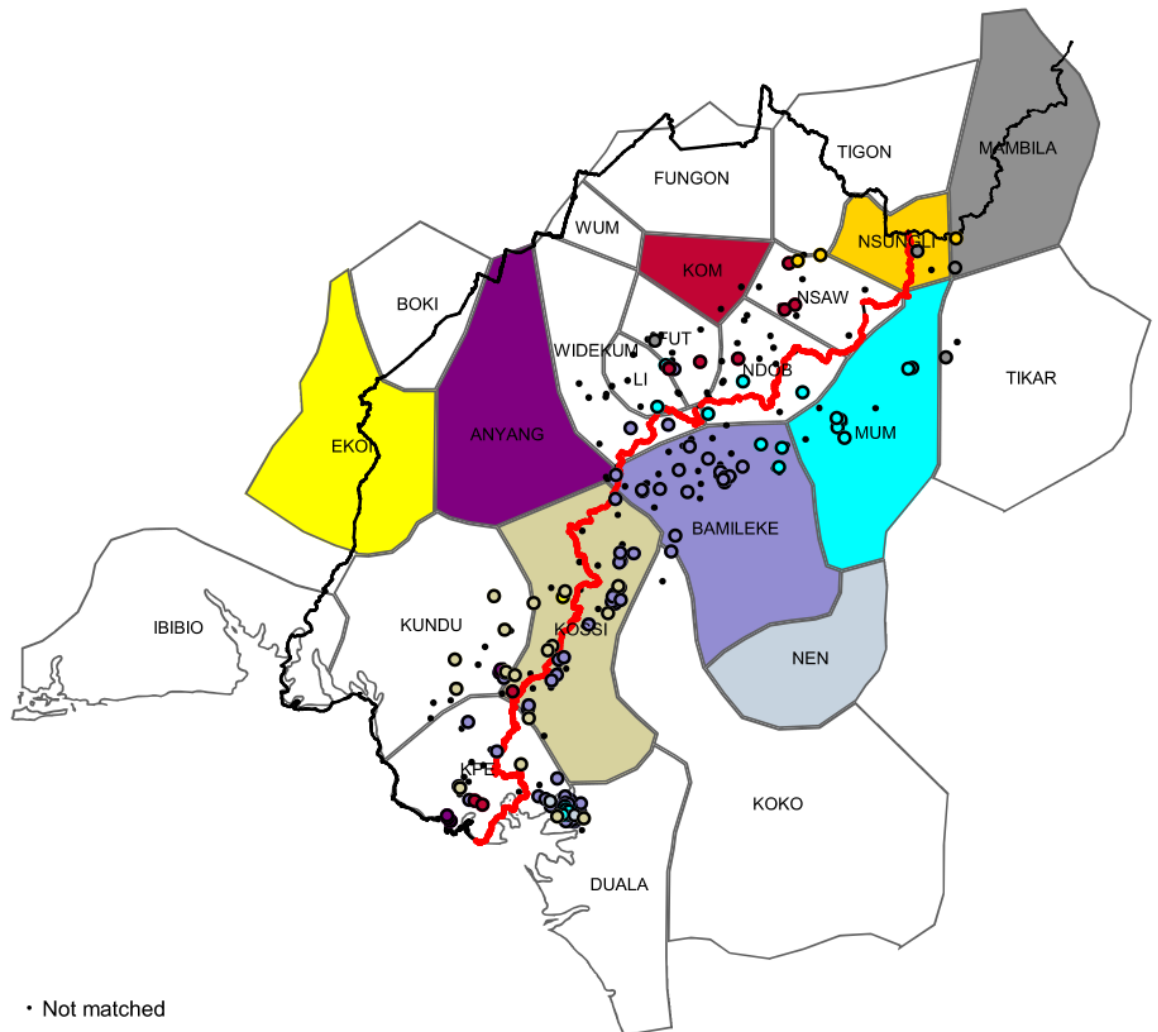 TIGON
MAMBILA
FUNGON
WUM
NSUNGLI
KOM
NSAW
BOKI
FUT
WIDEKUM
NDOB
LI
TIKAR
ANYANG
EKOI
MUM
BAMILEKE
IBIBIO
KUNDU
KOSSI
NEN
KPE
KOKO
DUALA
Not matched